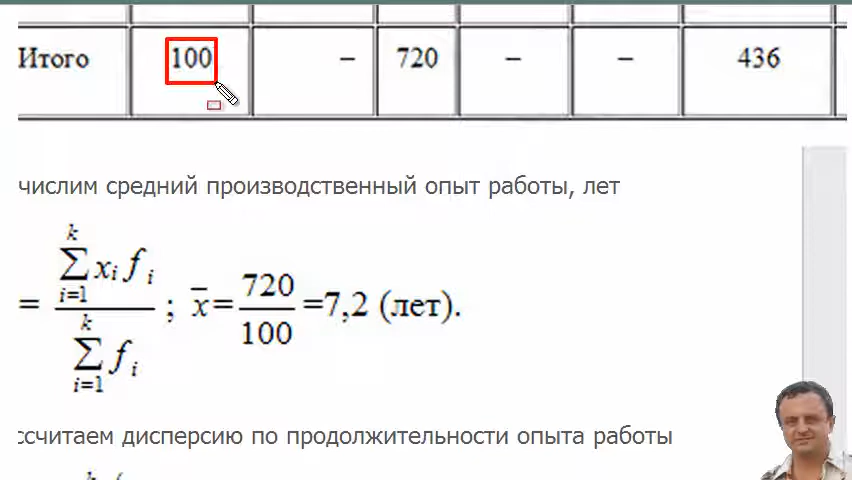 Итого 100 – 720 – – 436
числим средний производственный опыт работы, лет
= \frac{\sum_{i=1}^{k} x_i f_i}{\sum_{i=1}^{k} f_i} ; \bar{x} = \frac{720}{100} = 7,2 (лет).
ссчитаем дисперсию по продолжительности опыта работы